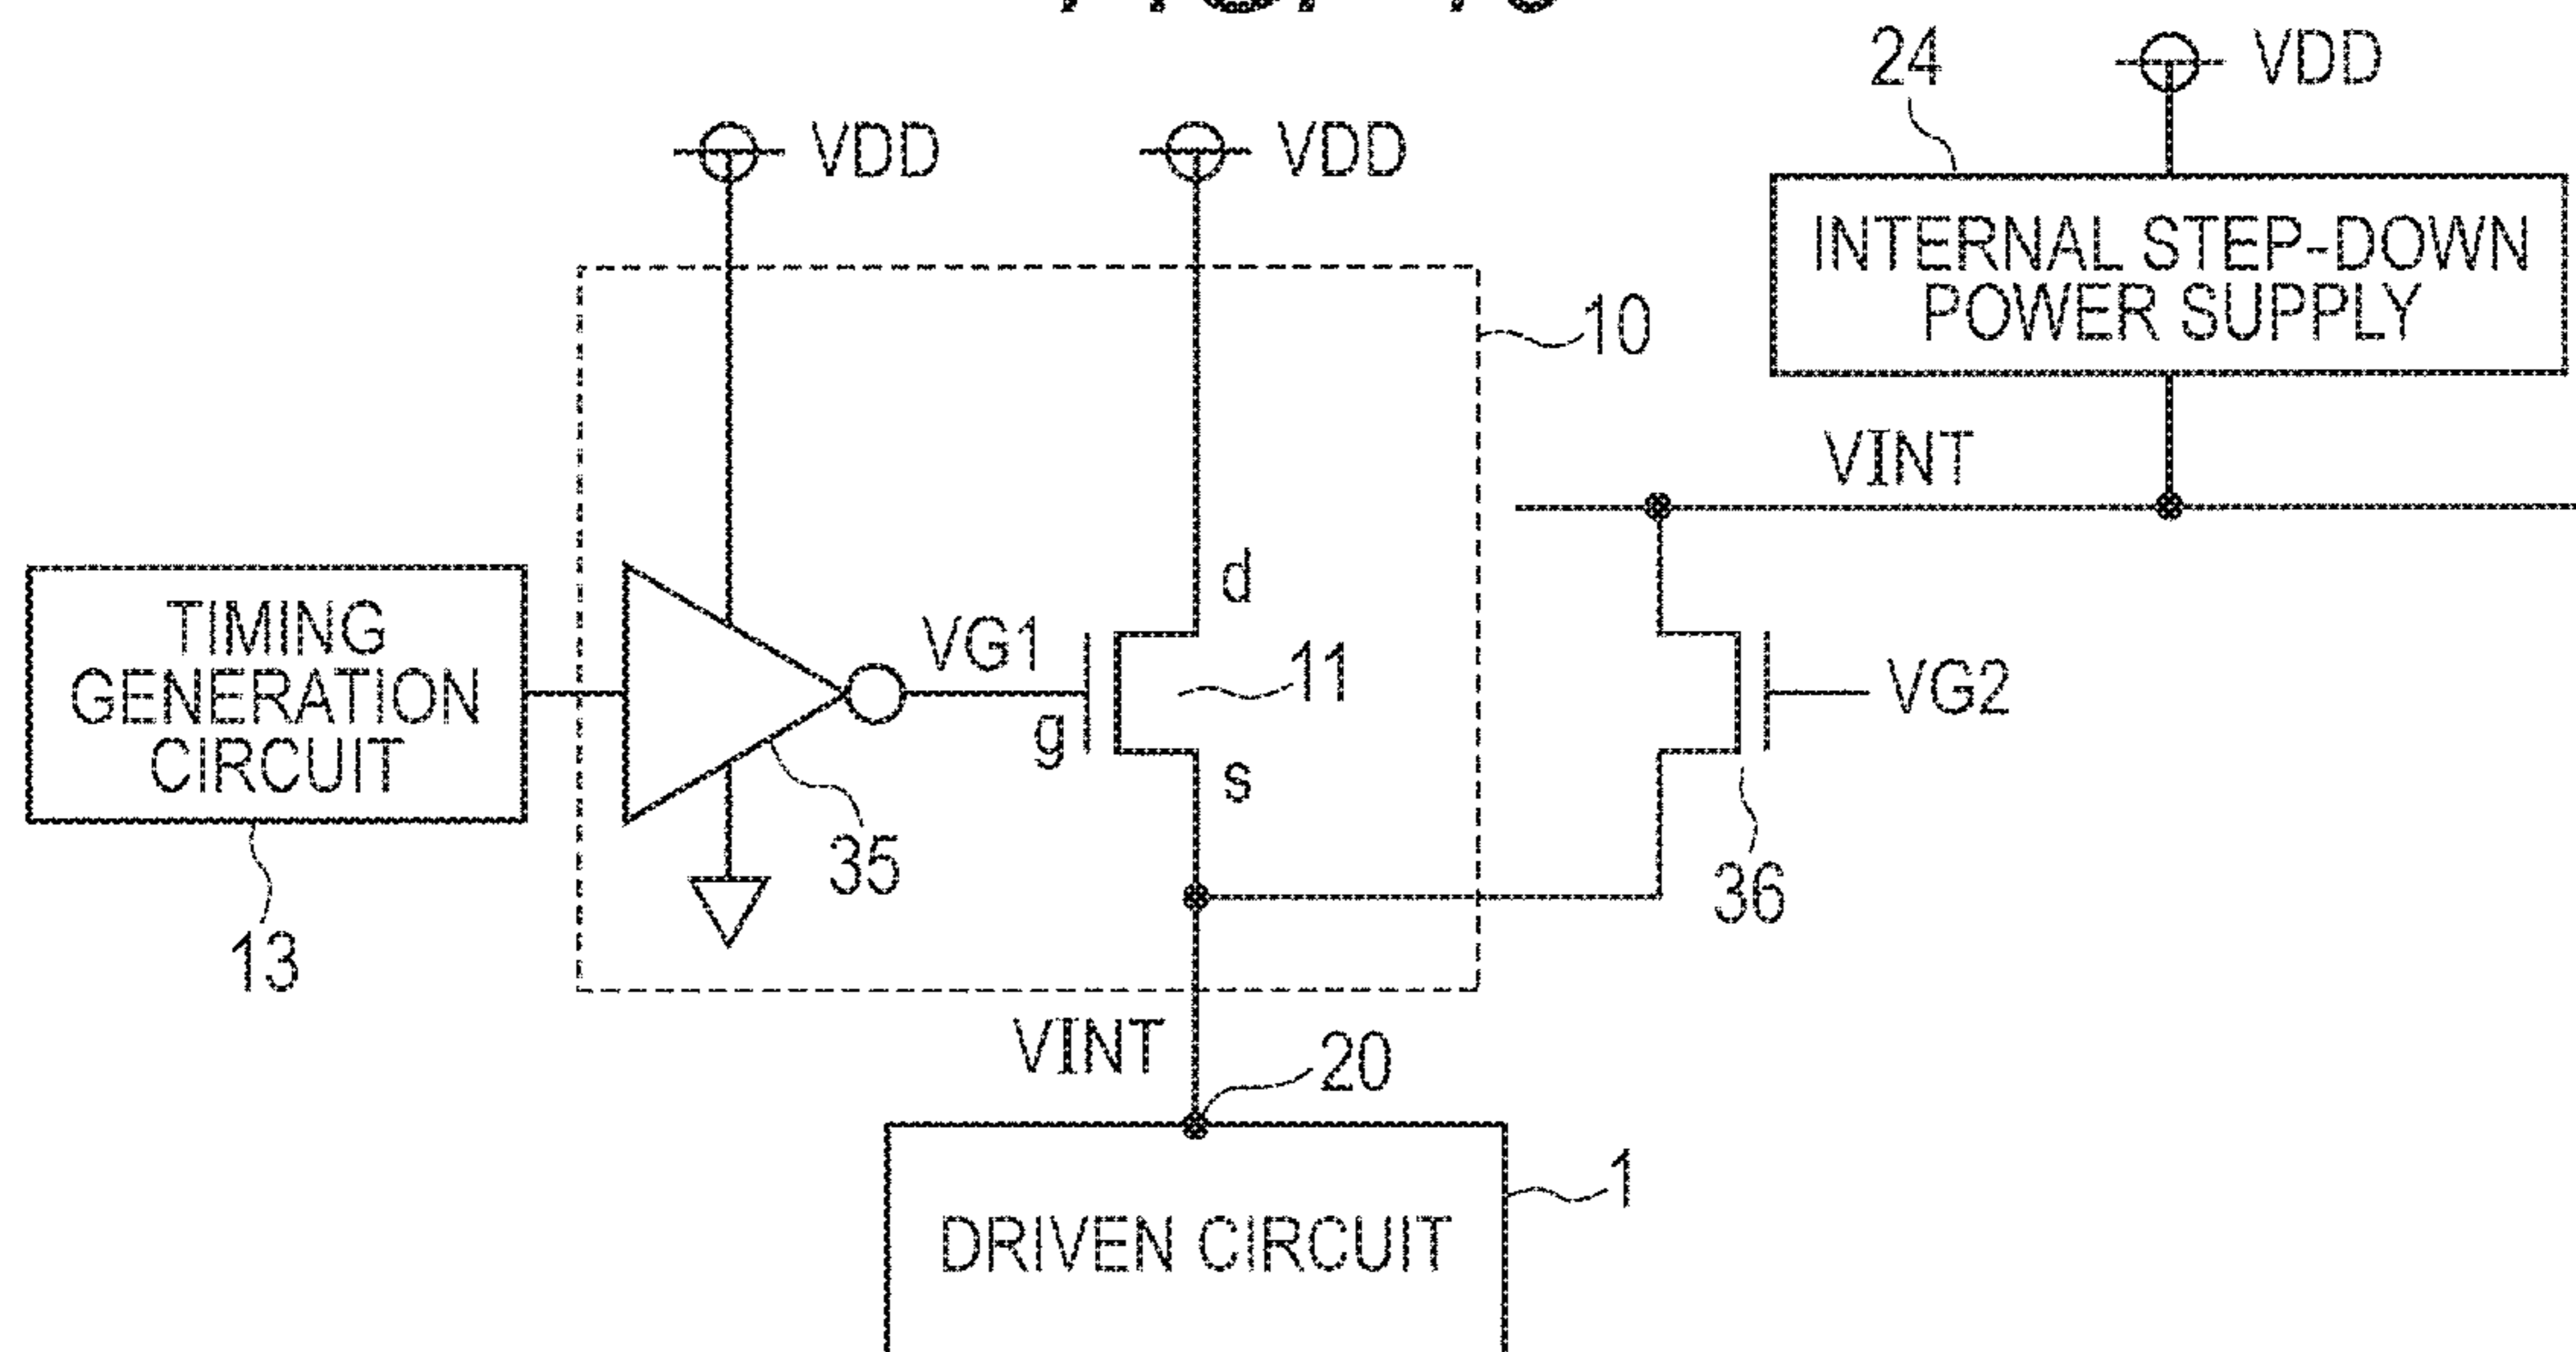 24
VDD
VDD
VDD
INTERNAL STEP-DOWN
POWER SUPPLY
10
VINT
d
TIMING
GENERATION
CIRCUIT
VG1
11
VG2
g
s
35
36
13
VINT
20
1
DRIVEN CIRCUIT